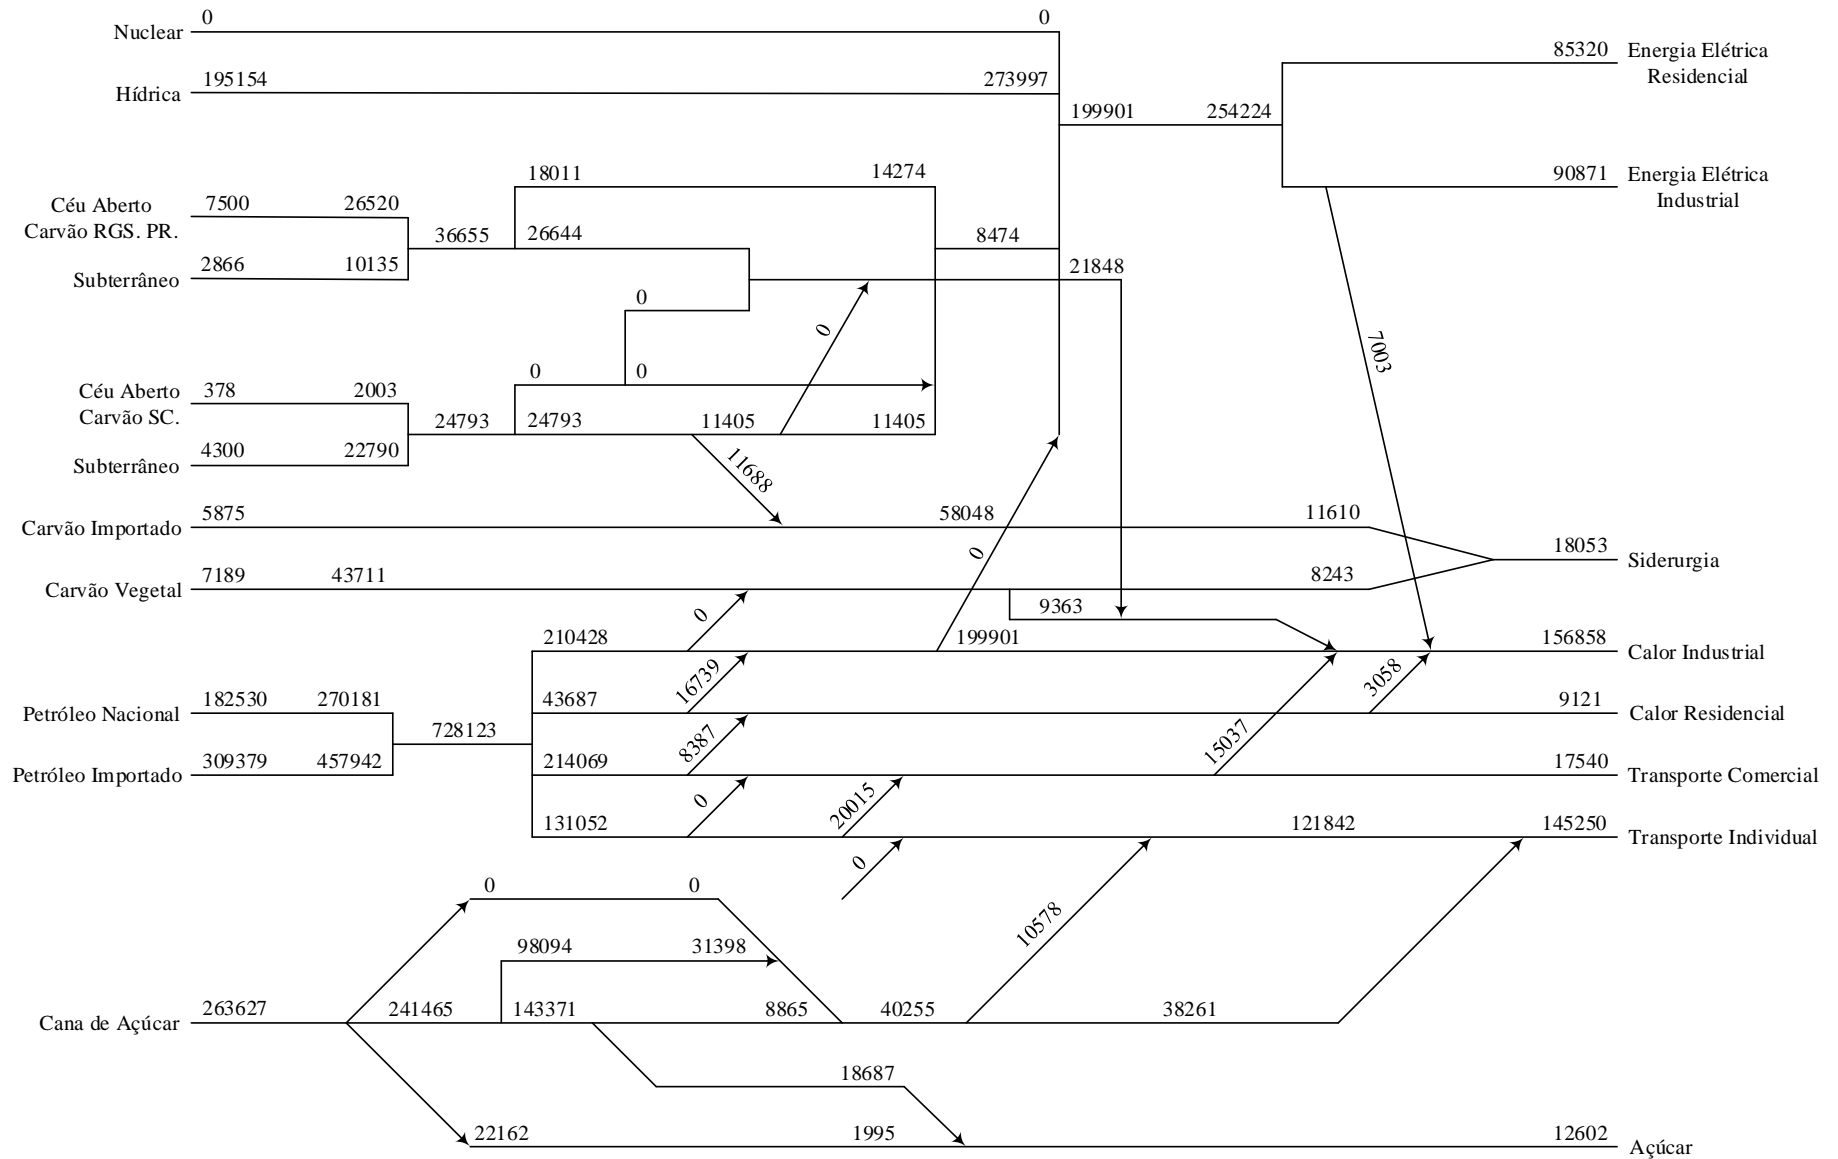 0 0
Nuclear
85320 Energia Elétrica
Residencial
195154 273997
Hídrica
199901 254224
18011 14274
90871 Energia Elétrica
Industrial
Céu Aberto 7500 26520
Carvão RGS. PR.
36655 26644 8474
2866 10135
Subterrâneo
21848
0
0
7003
0 0
Céu Aberto 378 2003
Carvão SC.
24793 24793 11405 11405
4300 22790
Subterrâneo
11688
5875 58048 11610
Carvão Importado
0
18053 Siderurgia
7189 43711 8243
Carvão Vegetal
0 9363
210428 199901 156858 Calor Industrial
16739 3058
182530 270181 43687 9121 Calor Residencial
Petróleo Nacional
728123
8387 15037
309379 457942 214069 17540 Transporte Comercial
Petróleo Importado
0 20015
131052 121842 145250 Transporte Individual
0
0 0
10578
98094 31398
263627 241465 143371 8865 40255 38261
Cana de Açúcar
18687
22162 1995 12602 Açúcar